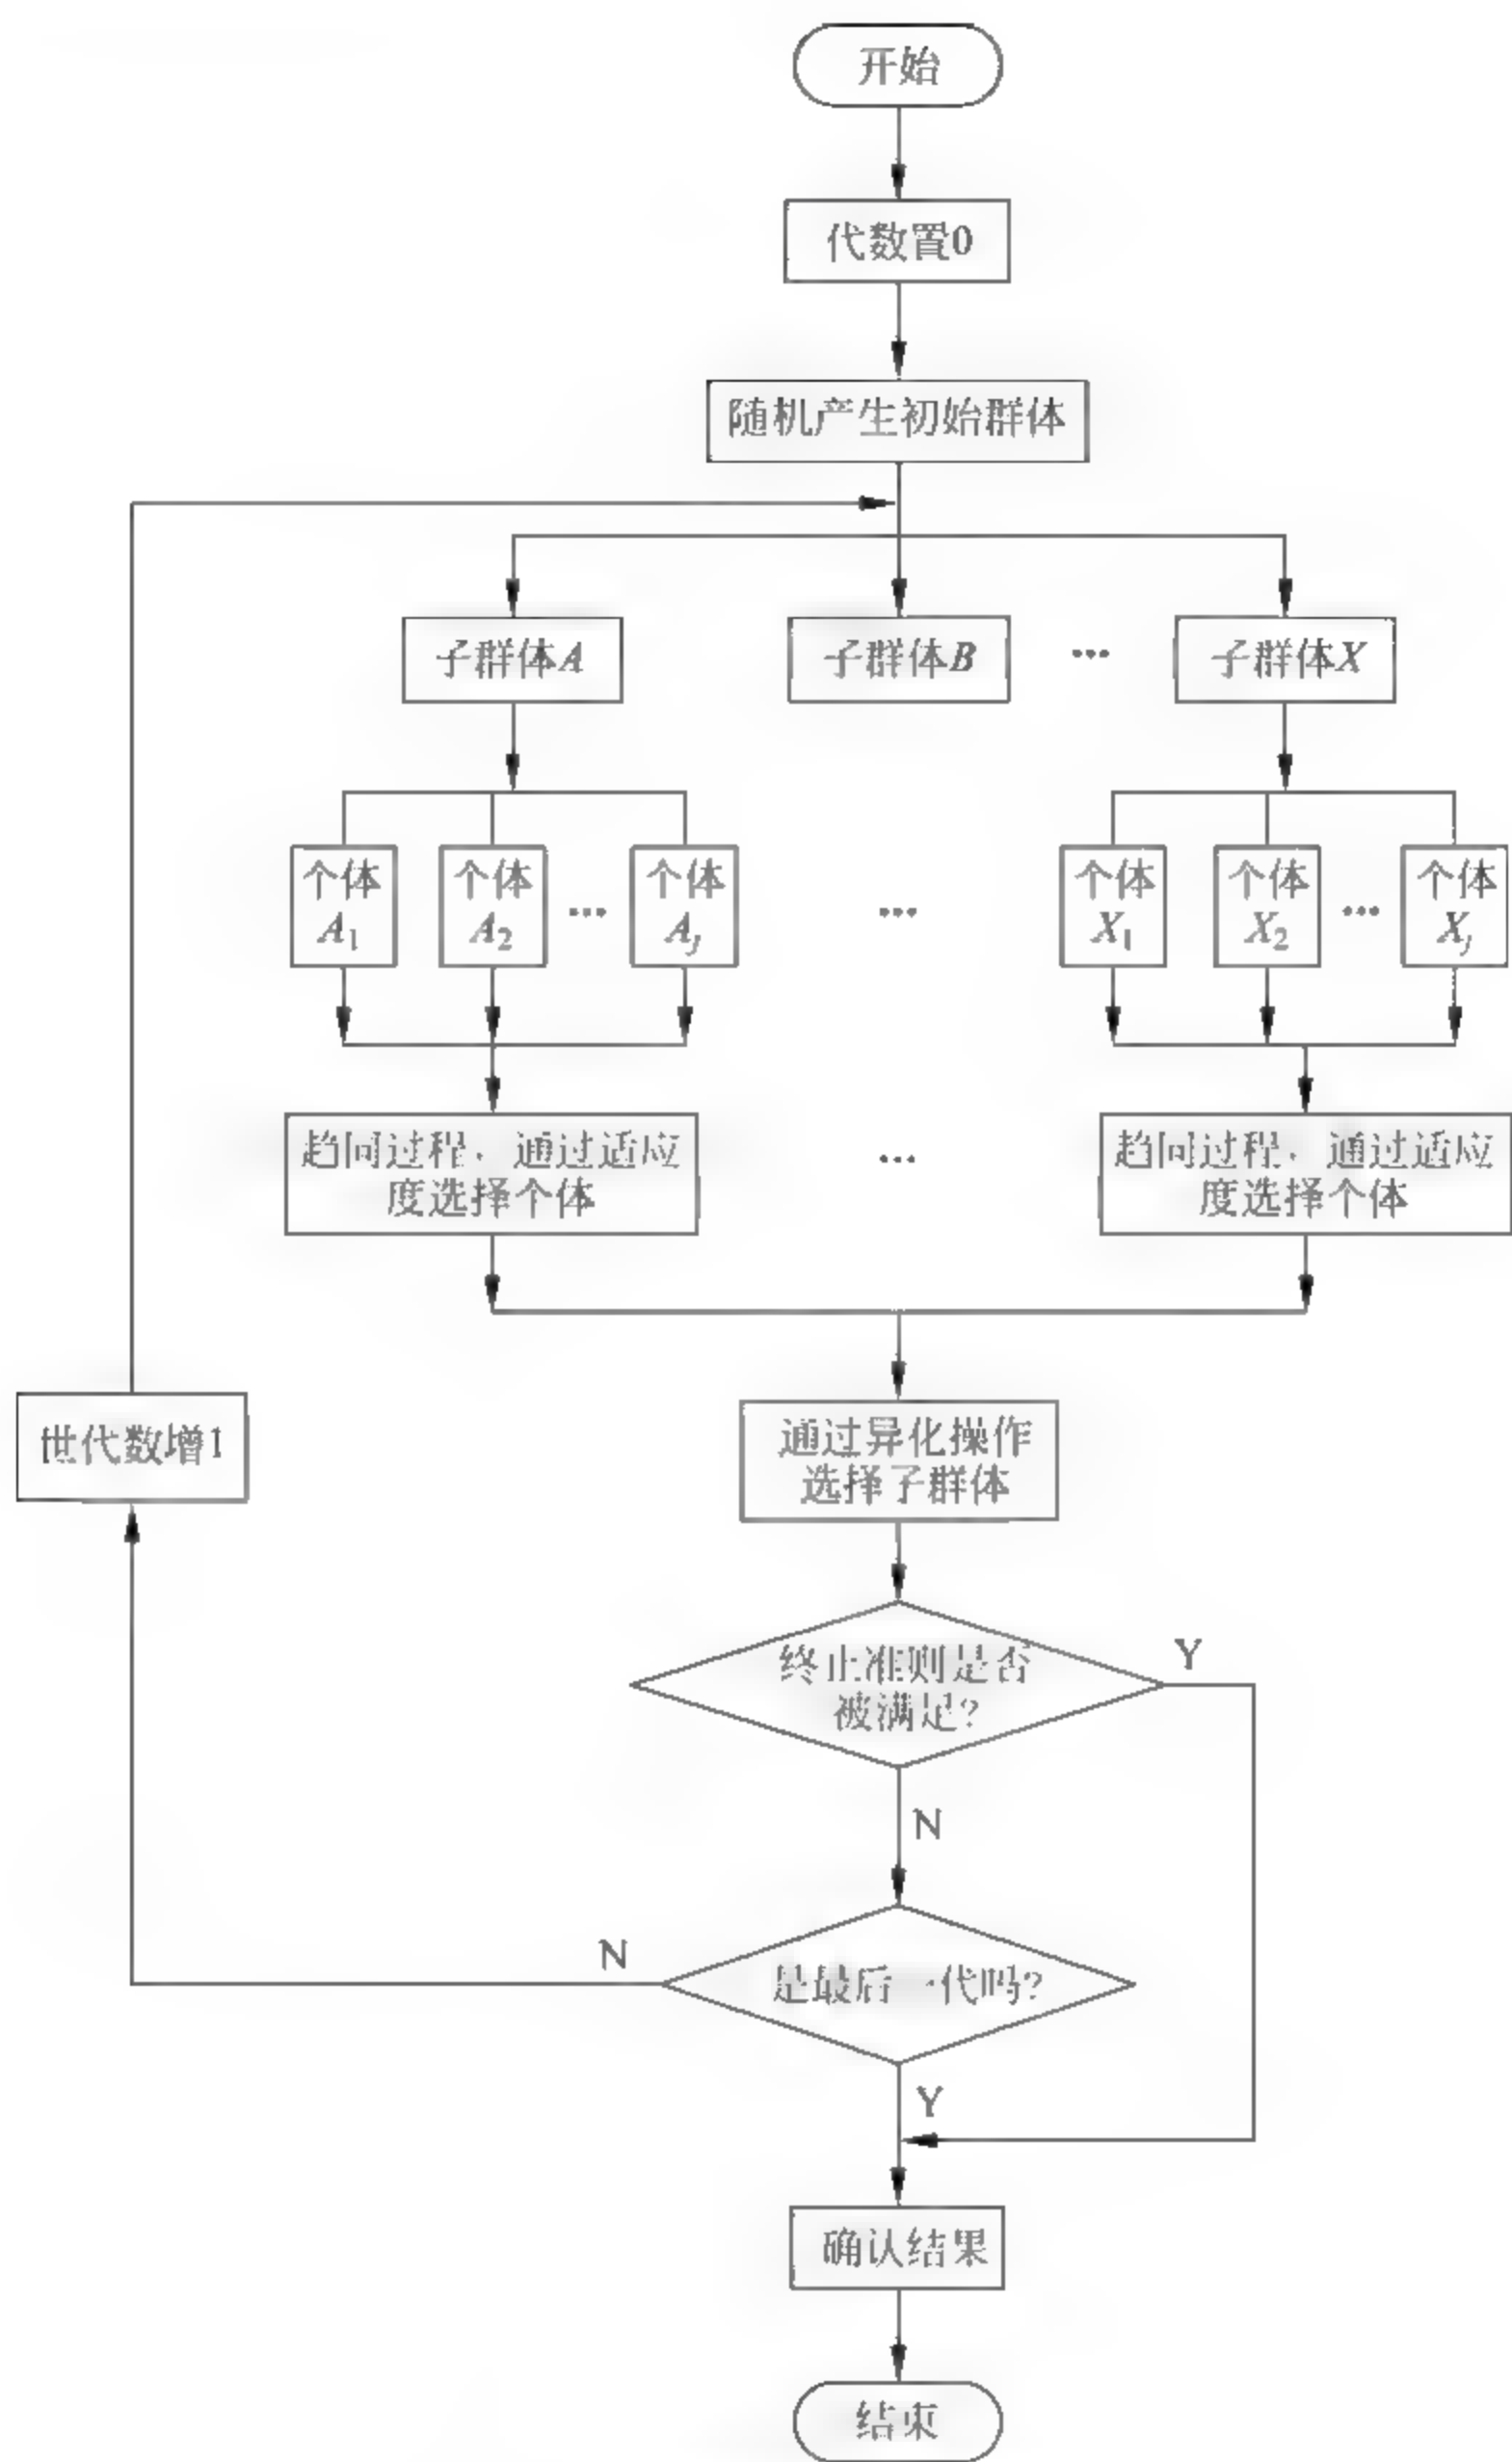 开始
代数置0
随机产生初始群体
子群体A
子群体B
...
子群体X
个体
A1
个体
A2
...
个体
Aj
...
个体
X1
个体
X2
...
个体
Xj
趋同过程，通过适应
度选择个体
...
趋同过程，通过适应
度选择个体
世代数增1
通过异化操作
选择子群体
终止准则是否
被满足?
Y
N
N
是最后一代吗?
Y
确认结果
结束